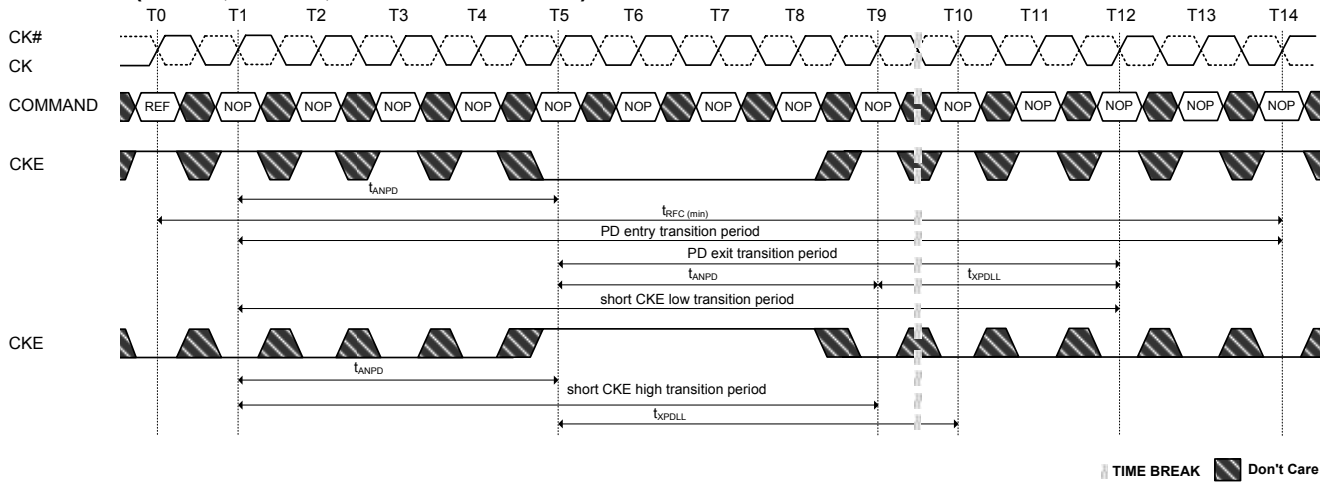 T0 T1 T2 T3 T4 T5 T6 T7 T8 T9 T10 T11 T12 T13 T14
CK#
CK
COMMAND REF NOP NOP NOP NOP NOP NOP NOP NOP NOP NOP NOP NOP NOP NOP
CKE
tANPD
tRFC (min)
PD entry transition period
PD exit transition period
tANPD tXPDLL
short CKE low transition period
CKE
tANPD
short CKE high transition period
tXPDLL
TIME BREAK Don't Care